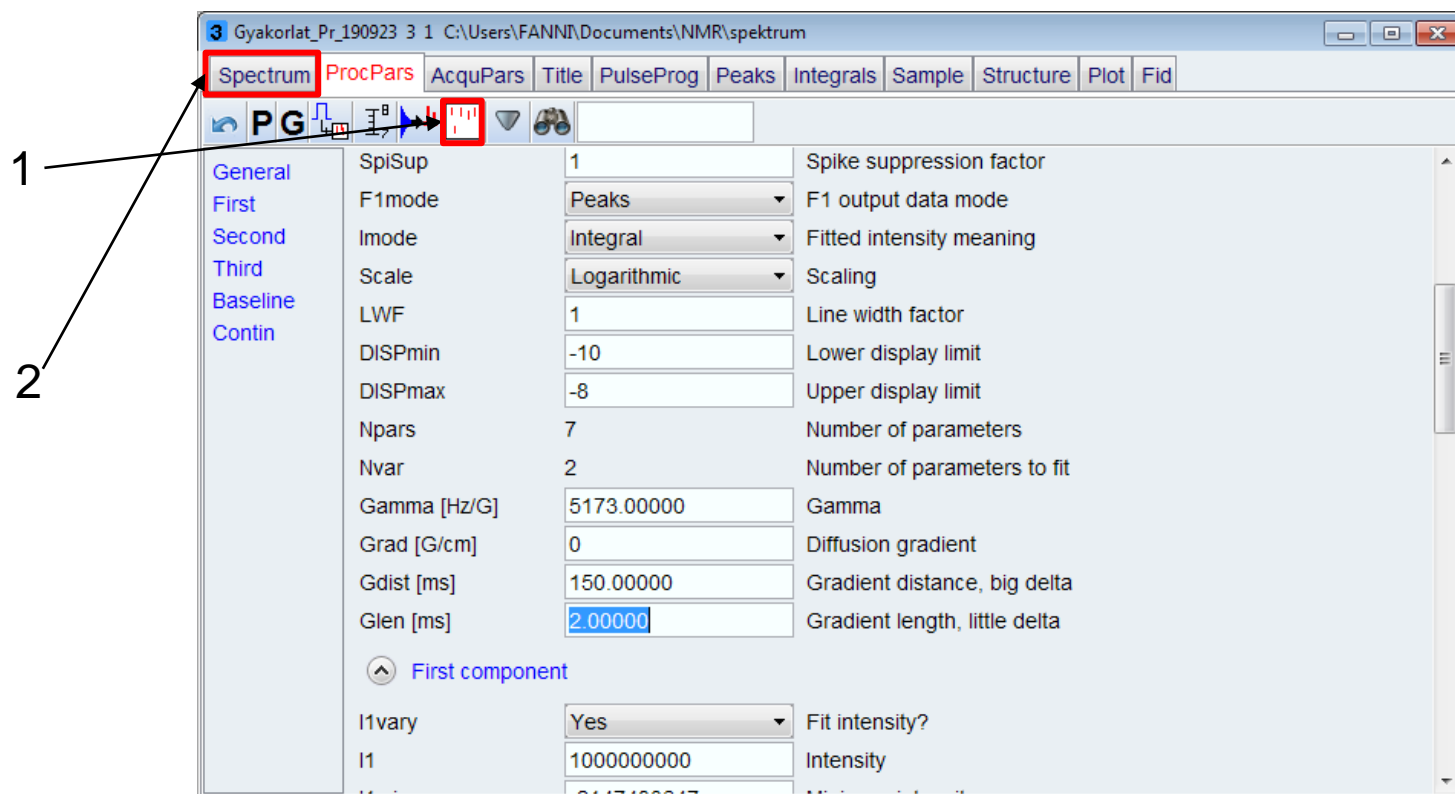 3 Gyakorlat_Pr_190923 3 1 C:\Users\FANNI\Documents\NMR\spektrum
Spectrum ProcPars AcquPars Title PulseProg Peaks Integrals Sample Structure Plot Fid
P G
1
2
General
First
Second
Third
Baseline
Contin
SpiSup 1 Spike suppression factor
F1mode Peaks F1 output data mode
Imode Integral Fitted intensity meaning
Scale Logarithmic Scaling
LWF 1 Line width factor
DISPmin -10 Lower display limit
DISPmax -8 Upper display limit
Npars 7 Number of parameters
Nvar 2 Number of parameters to fit
Gamma [Hz/G] 5173.00000 Gamma
Grad [G/cm] 0 Diffusion gradient
Gdist [ms] 150.00000 Gradient distance, big delta
Glen [ms] 2.00000 Gradient length, little delta
First component
I1vary Yes Fit intensity?
I1 1000000000 Intensity